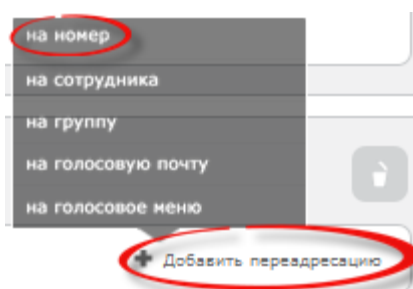 на номер
на сотрудника
на группу
на голосовую почту
на голосовое меню
Добавить переадресацию